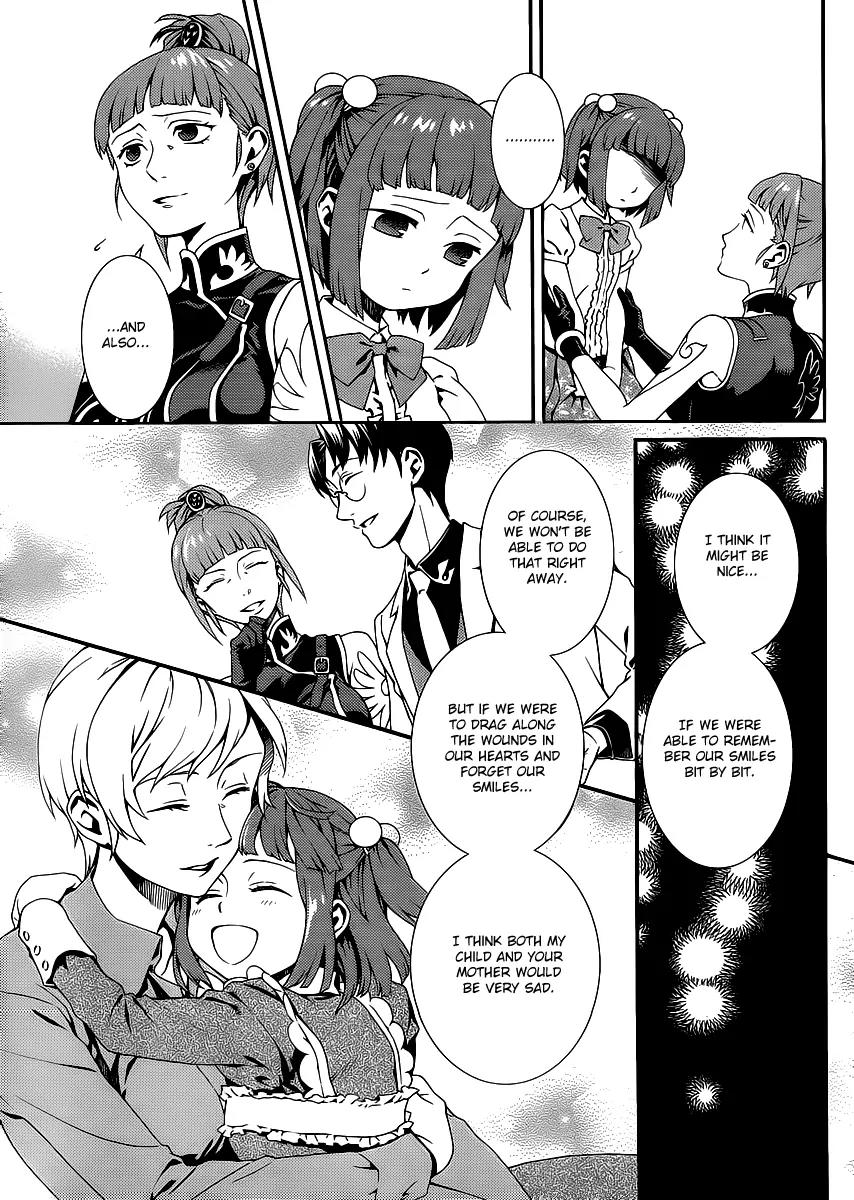 ...........
...AND
ALSO...
I THINK IT
MIGHT BE
NICE...
IF WE WERE
ABLE TO REMEM-
BER OUR SMILES
BIT BY BIT.
OF COURSE,
WE WON'T BE
ABLE TO DO
THAT RIGHT
AWAY.
BUT IF WE WERE
TO DRAG ALONG
THE WOUNDS IN
OUR HEARTS AND
FORGET OUR
SMILES...
I THINK BOTH MY
CHILD AND YOUR
MOTHER WOULD
BE VERY SAD.